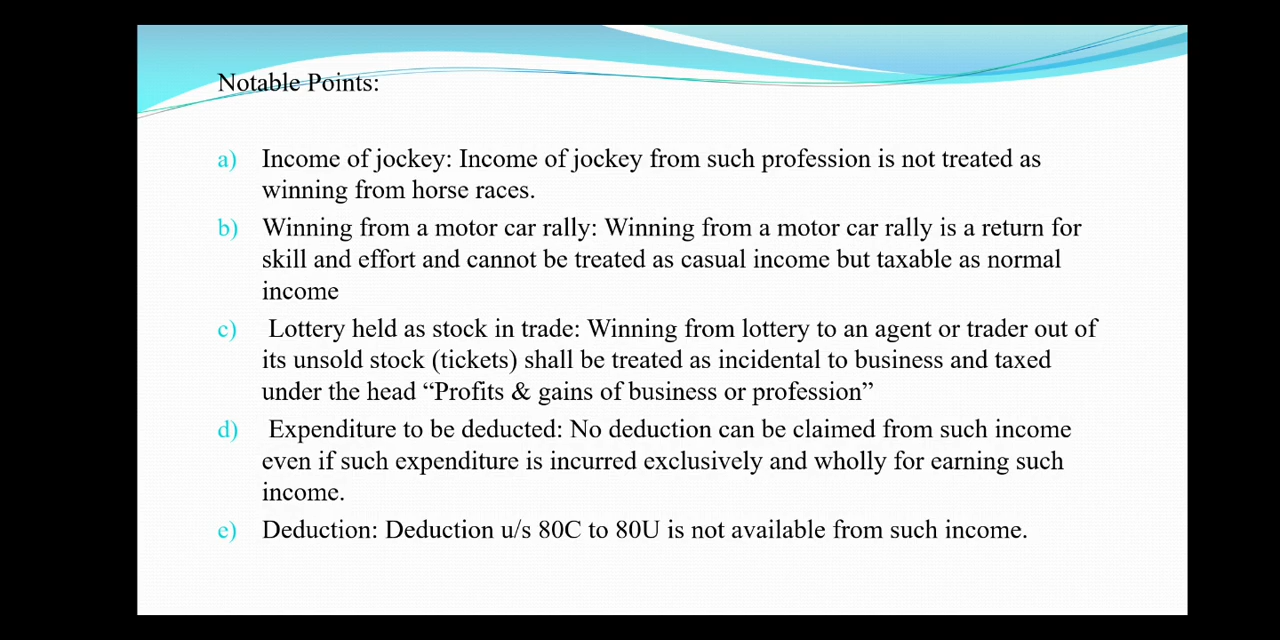 Notable Points:
a) Income of jockey: Income of jockey from such profession is not treated as
winning from horse races.
b) Winning from a motor car rally: Winning from a motor car rally is a return for
skill and effort and cannot be treated as casual income but taxable as normal
income
c) Lottery held as stock in trade: Winning from lottery to an agent or trader out of
its unsold stock (tickets) shall be treated as incidental to business and taxed
under the head “Profits & gains of business or profession”
d) Expenditure to be deducted: No deduction can be claimed from such income
even if such expenditure is incurred exclusively and wholly for earning such
income.
e) Deduction: Deduction u/s 80C to 80U is not available from such income.